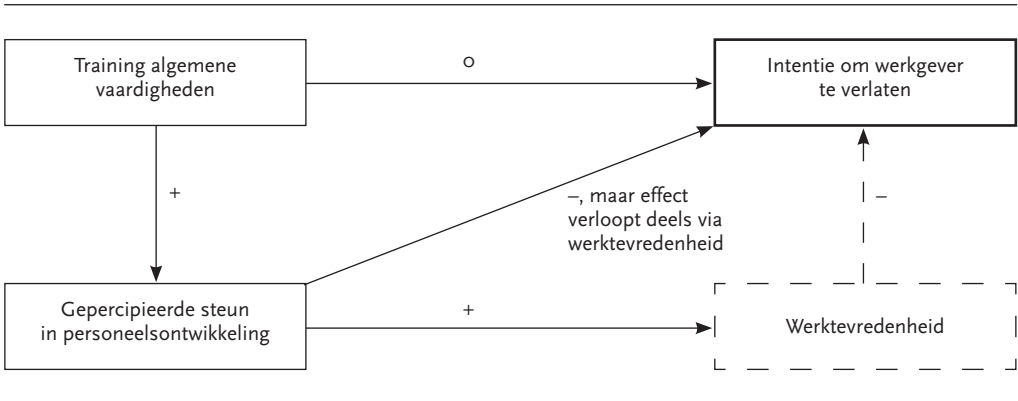 Training algemene
vaardigheden
o
Intentie om werkgever
te verlaten
+
–, maar effect
verloopt deels via
werktevredenheid
–
Gepercipieerde steun
in personeelsontwikkeling
+
Werktevredenheid